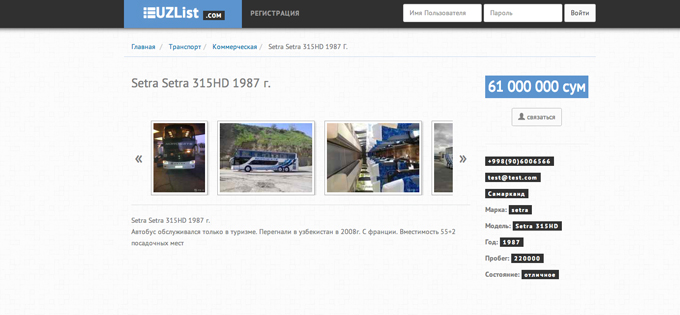 UZList .COM
РЕГИСТРАЦИЯ
Имя Пользователя
Пароль
Войти
Главная / Транспорт / Коммерческая / Setra Setra 315HD 1987 Г.
Setra Setra 315HD 1987 г.
61 000 000 сум
связаться
«
»
+998(90)6006566
test@test.com
Самарканд
Марка: setra
Модель: Setra 315HD
Год: 1987
Пробег: 220000
Состояние: отличное
Setra Setra 315HD 1987 г.
Автобус обслуживался только в туризме. Перегнали в узбекистан в 2008г. С франции. Вместимость 55+2
посадочных мест